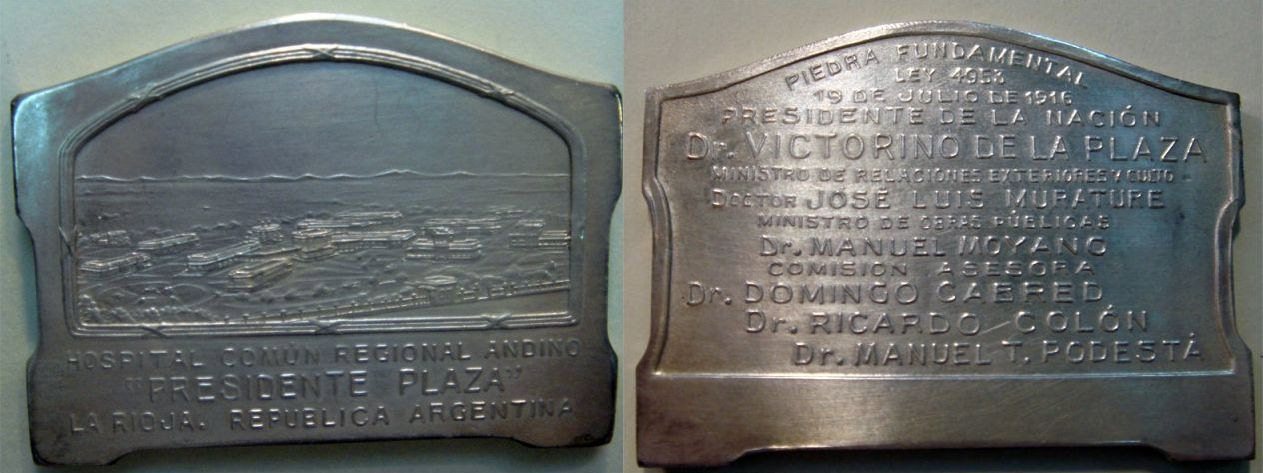 HOSPITAL COMÚN REGIONAL ANDINO
"PRESIDENTE PLAZA"
LA RIOJA. REPUBLICA ARGENTINA
PIEDRA FUNDAMENTAL
LEY 4953
19 DE JULIO DE 1916
PRESIDENTE DE LA NACIÓN
Dr. VICTORINO DE LA PLAZA
MINISTRO DE RELACIONES EXTERIORES Y CULTO
DOCTOR JOSÉ LUIS MURATURE
MINISTRO DE OBRAS PÚBLICAS
Dr. MANUEL MOYANO
COMISION ASESORA
Dr. DOMINGO CABRED
Dr. RICARDO COLÓN
Dr. MANUEL T. PODESTÁ